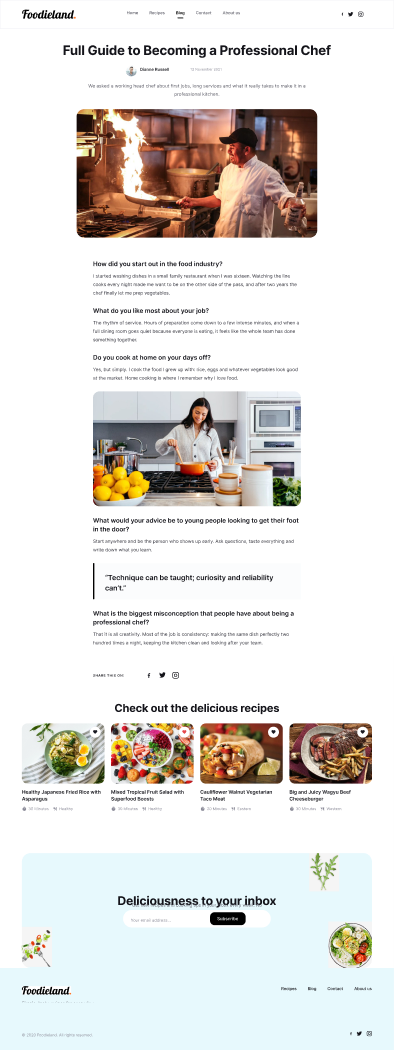 Foodieland.
Home Recipes Blog Contact About us
Full Guide to Becoming a Professional Chef
Dianne Russell
November 2021
We asked a working head chef about first jobs, long services and what it really takes to make it in a
professional kitchen.
How did you start out in the food industry?
I started washing dishes in a small family restaurant when I was sixteen. Watching the line
cooks every night made me want to be on the other side of the pass, and after two years the
chef finally let me prep vegetables.
What do you like most about your job?
The rhythm of service. Hours of preparation come down to a few intense minutes, and when a
full dining room goes quiet because everyone is eating, it feels like the whole team has done
something together.
Do you cook at home on your days off?
Yes, but simply. I cook the food I grew up with: rice, eggs and whatever vegetables look good
at the market. Home cooking is where I remember why I love food.
What would your advice be to young people looking to get their foot
in the door?
Start anywhere and be the person who shows up early. Ask questions, taste everything and
write down what you learn.
"Technique can be taught; curiosity and reliability
can't."
What is the biggest misconception that people have about being a
professional chef?
That it is all creativity. Most of the job is consistency: making the same dish perfectly two
hundred times a night, keeping the kitchen clean and looking after your team.
SHARE THIS ON:
Check out the delicious recipes
Healthy Japanese Fried Rice with
Asparagus
30 Minutes Healthy
Mixed Tropical Fruit Salad with
Superfood Boosts
30 Minutes Healthy
Cauliflower Walnut Vegetarian
Taco Meat
30 Minutes Eastern
Big and Juicy Wagyu Beef
Cheeseburger
30 Minutes Western
Deliciousness to your inbox
Your email address...
Subscribe
Foodieland.
Recipes Blog Contact About us
Foodieland. All rights reserved.